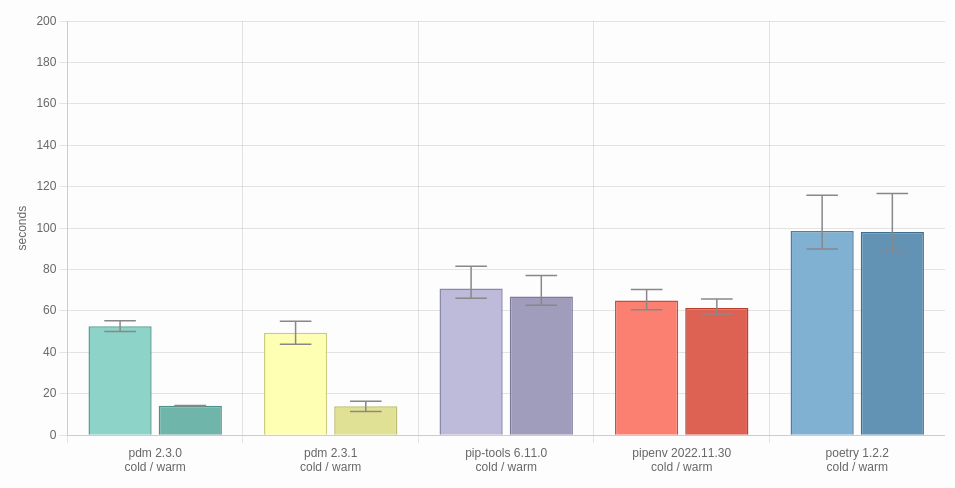 200
180
160
140
120
100
80
60
40
20
0
seconds
pdm 2.3.0
cold / warm
pdm 2.3.1
cold / warm
pip-tools 6.11.0
cold / warm
pipenv 2022.11.30
cold / warm
poetry 1.2.2
cold / warm